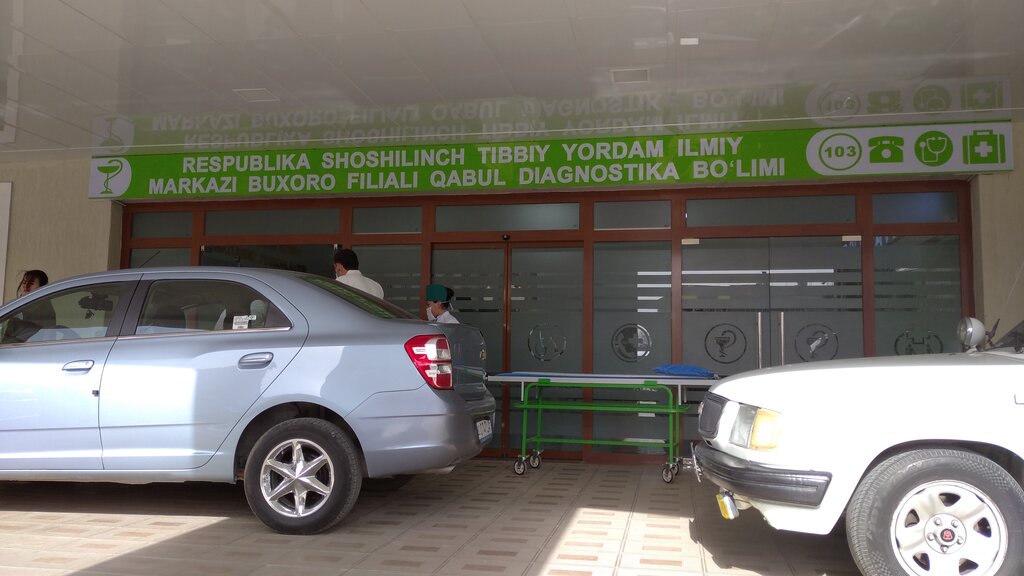 RESPUBLIKA SHOSHILINCH TIBBIY YORDAM ILMIY
MARKAZI BUXORO FILIALI QABUL DIAGNOSTIKA BO‘LIMI
103